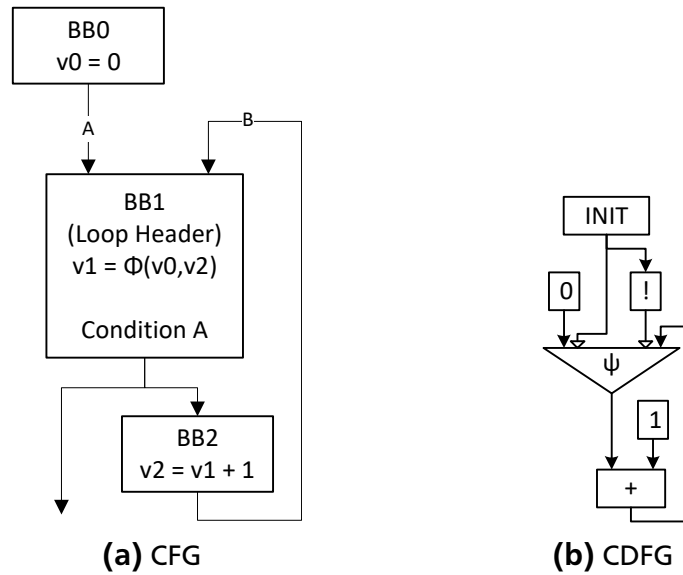 BB0
v0 = 0
A
B
BB1
(Loop Header)
v1 = Φ(v0,v2)
Condition A
BB2
v2 = v1 + 1
(a) CFG
INIT
0
!
ψ
1
+
(b) CDFG